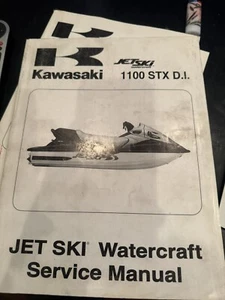 Kawasaki
JET SKI
1100 STX D.I.
JET SKI® Watercraft
Service Manual